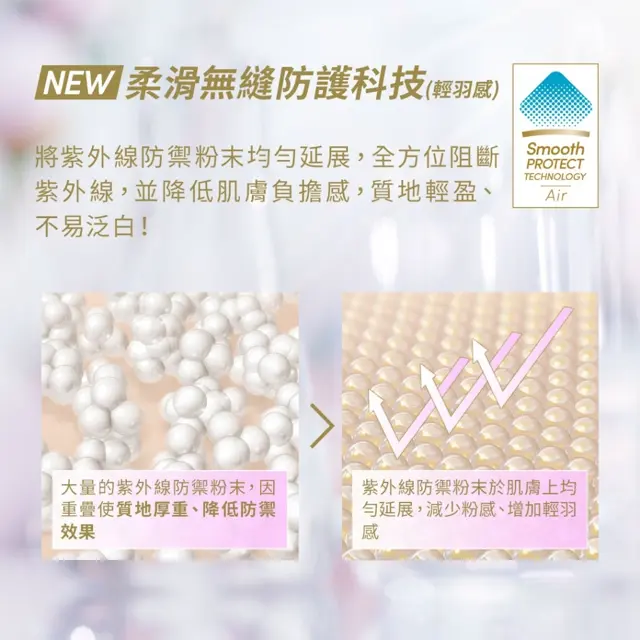 NEW 柔滑無縫防護科技(輕羽感)
Smooth
PROTECT
TECHNOLOGY
Air
將紫外線防禦粉末均勻延展，全方位阻斷
紫外線，並降低肌膚負擔感，質地輕盈、
不易泛白！
大量的紫外線防禦粉末，因
重疊使質地厚重、降低防禦
效果
紫外線防禦粉末於肌膚上均
勻延展，減少粉感、增加輕羽
感